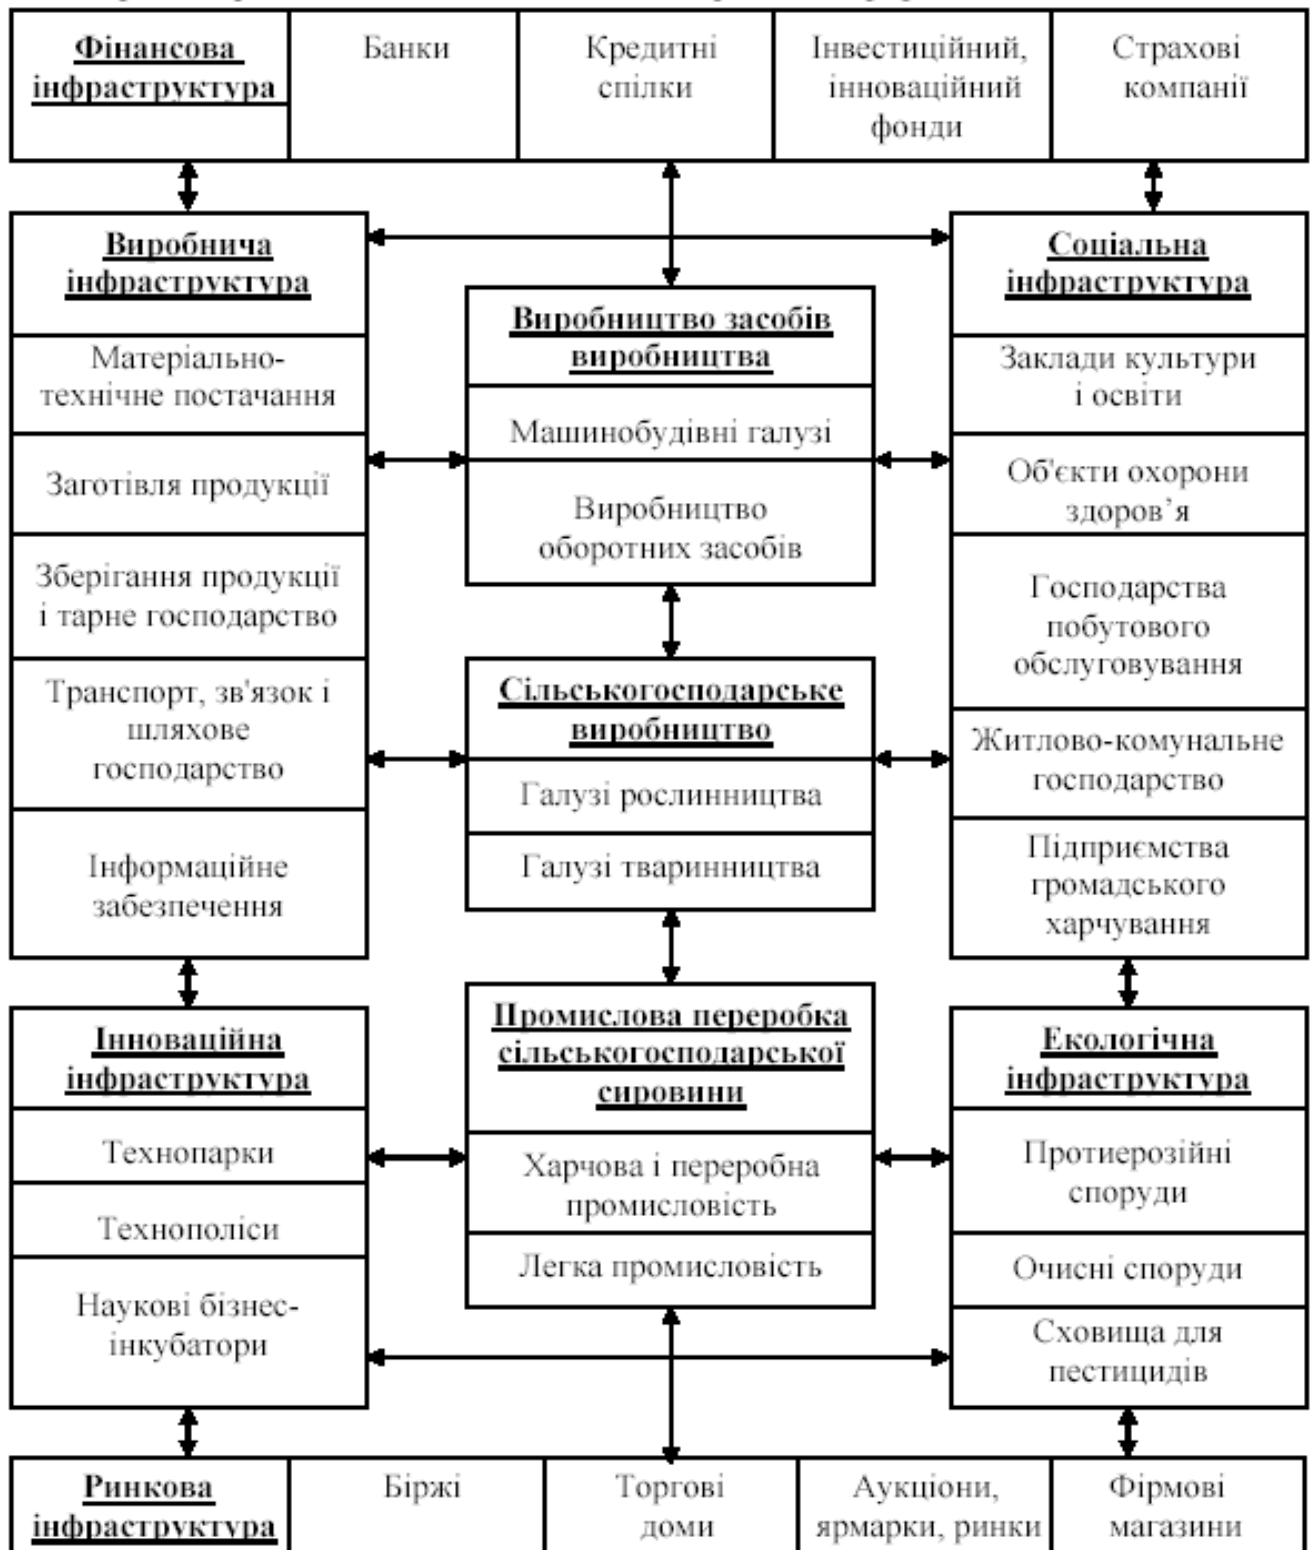 Фінансова
інфраструктура
Банки
Кредитні
спілки
Інвестиційний,
інноваційний
фонди
Страхові
компанії
Виробнича
інфраструктура
Матеріально-
технічне постачання
Заготівля продукції
Зберігання продукції
і тарне господарство
Транспорт, зв'язок і
шляхове
господарство
Інформаційне
забезпечення
Виробництво засобів
виробництва
Машинобудівні галузі
Виробництво
оборотних засобів
Сільськогосподарське
виробництво
Галузі рослинництва
Галузі тваринництва
Промислова переробка
сільськогосподарської
сировини
Харчова і переробна
промисловість
Легка промисловість
Соціальна
інфраструктура
Заклади культури
і освіти
Об'єкти охорони
здоров’я
Господарства
побутового
обслуговування
Житлово-комунальне
господарство
Підприємства
громадського
харчування
Інноваційна
інфраструктура
Технопарки
Технополіси
Наукові бізнес-
інкубатори
Екологічна
інфраструктура
Протиерозійні
споруди
Очисні споруди
Сховища для
пестицидів
Ринкова
інфраструктура
Біржі
Торгові
доми
Аукціони,
ярмарки, ринки
Фірмові
магазини